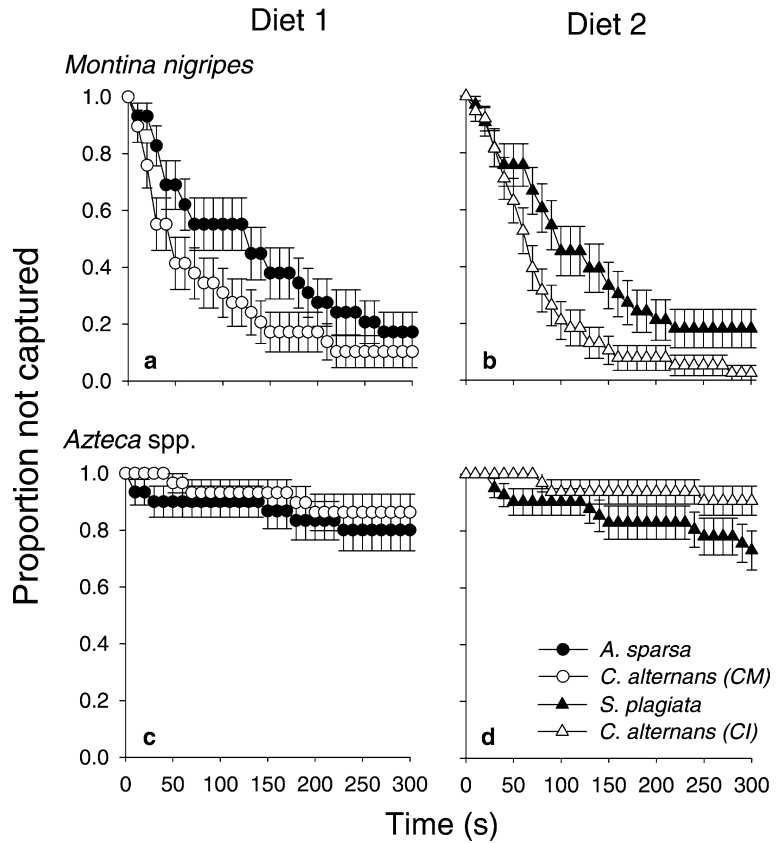 Diet 1
Diet 2
Montina nigripes
1.0
0.8
0.6
0.4
0.2
0.0
a
b
Proportion not captured
Azteca spp.
1.0
0.8
0.6
0.4
0.2
0.0
c
d
A. sparsa
C. alternans (CM)
S. plagiata
C. alternans (CI)
0 50 100 150 200 250 300
0 50 100 150 200 250 300
Time (s)